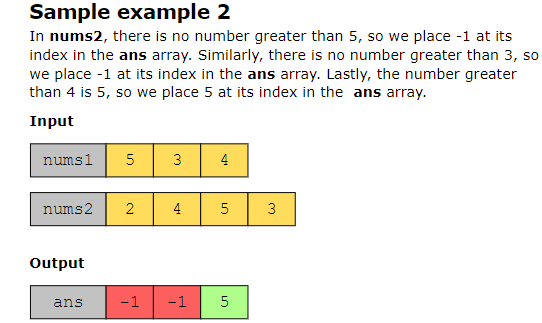 Sample example 2
In nums2, there is no number greater than 5, so we place -1 at its
index in the ans array. Similarly, there is no number greater than 3, so
we place -1 at its index in the ans array. Lastly, the number greater
than 4 is 5, so we place 5 at its index in the ans array.
Input
nums1 5 3 4
nums2 2 4 5 3
Output
ans -1 -1 5